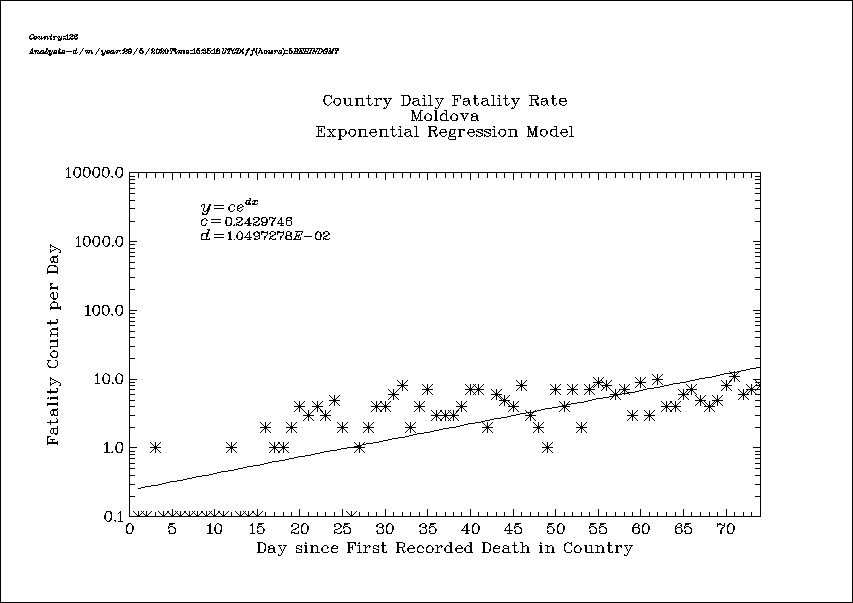 Country:128
Country Daily Fatality Rate
Moldova
Exponential Regression Model
10000.0
1000.0
100.0
10.0
1.0
0.1
y=ce^dx
c=0.2429746
d=1.0497278E-02
Fatality Count per Day
0 5 10 15 20 25 30 35 40 45 50 55 60 65 70
Day since First Recorded Death in Country